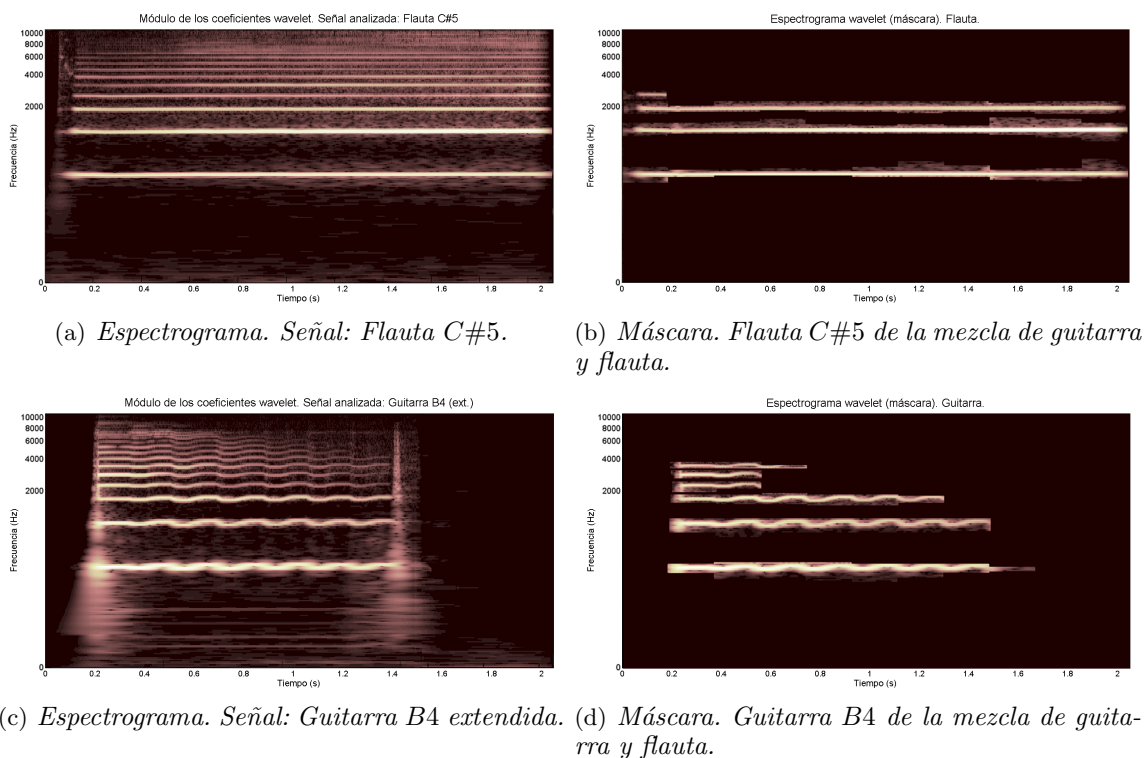 Módulo de los coeficientes wavelet. Señal analizada: Flauta C#5
10000
8000
6000
4000
2000
0
Frecuencia (Hz)
0 0.2 0.4 0.6 0.8 1 1.2 1.4 1.6 1.8 2
Tiempo (s)
(a) Espectrograma. Señal: Flauta C#5.
Espectrograma wavelet (máscara). Flauta.
10000
8000
6000
4000
2000
0
Frecuencia (Hz)
0 0.2 0.4 0.6 0.8 1 1.2 1.4 1.6 1.8 2
Tiempo (s)
(b) Máscara. Flauta C#5 de la mezcla de guitarra
y flauta.
Módulo de los coeficientes wavelet. Señal analizada: Guitarra B4 (ext.)
10000
8000
6000
4000
2000
0
Frecuencia (Hz)
0 0.2 0.4 0.6 0.8 1 1.2 1.4 1.6 1.8 2
Tiempo (s)
(c) Espectrograma. Señal: Guitarra B4 extendida.
Espectrograma wavelet (máscara). Guitarra.
10000
8000
6000
4000
2000
0
Frecuencia (Hz)
0 0.2 0.4 0.6 0.8 1 1.2 1.4 1.6 1.8 2
Tiempo (s)
(d) Máscara. Guitarra B4 de la mezcla de guita-
rra y flauta.